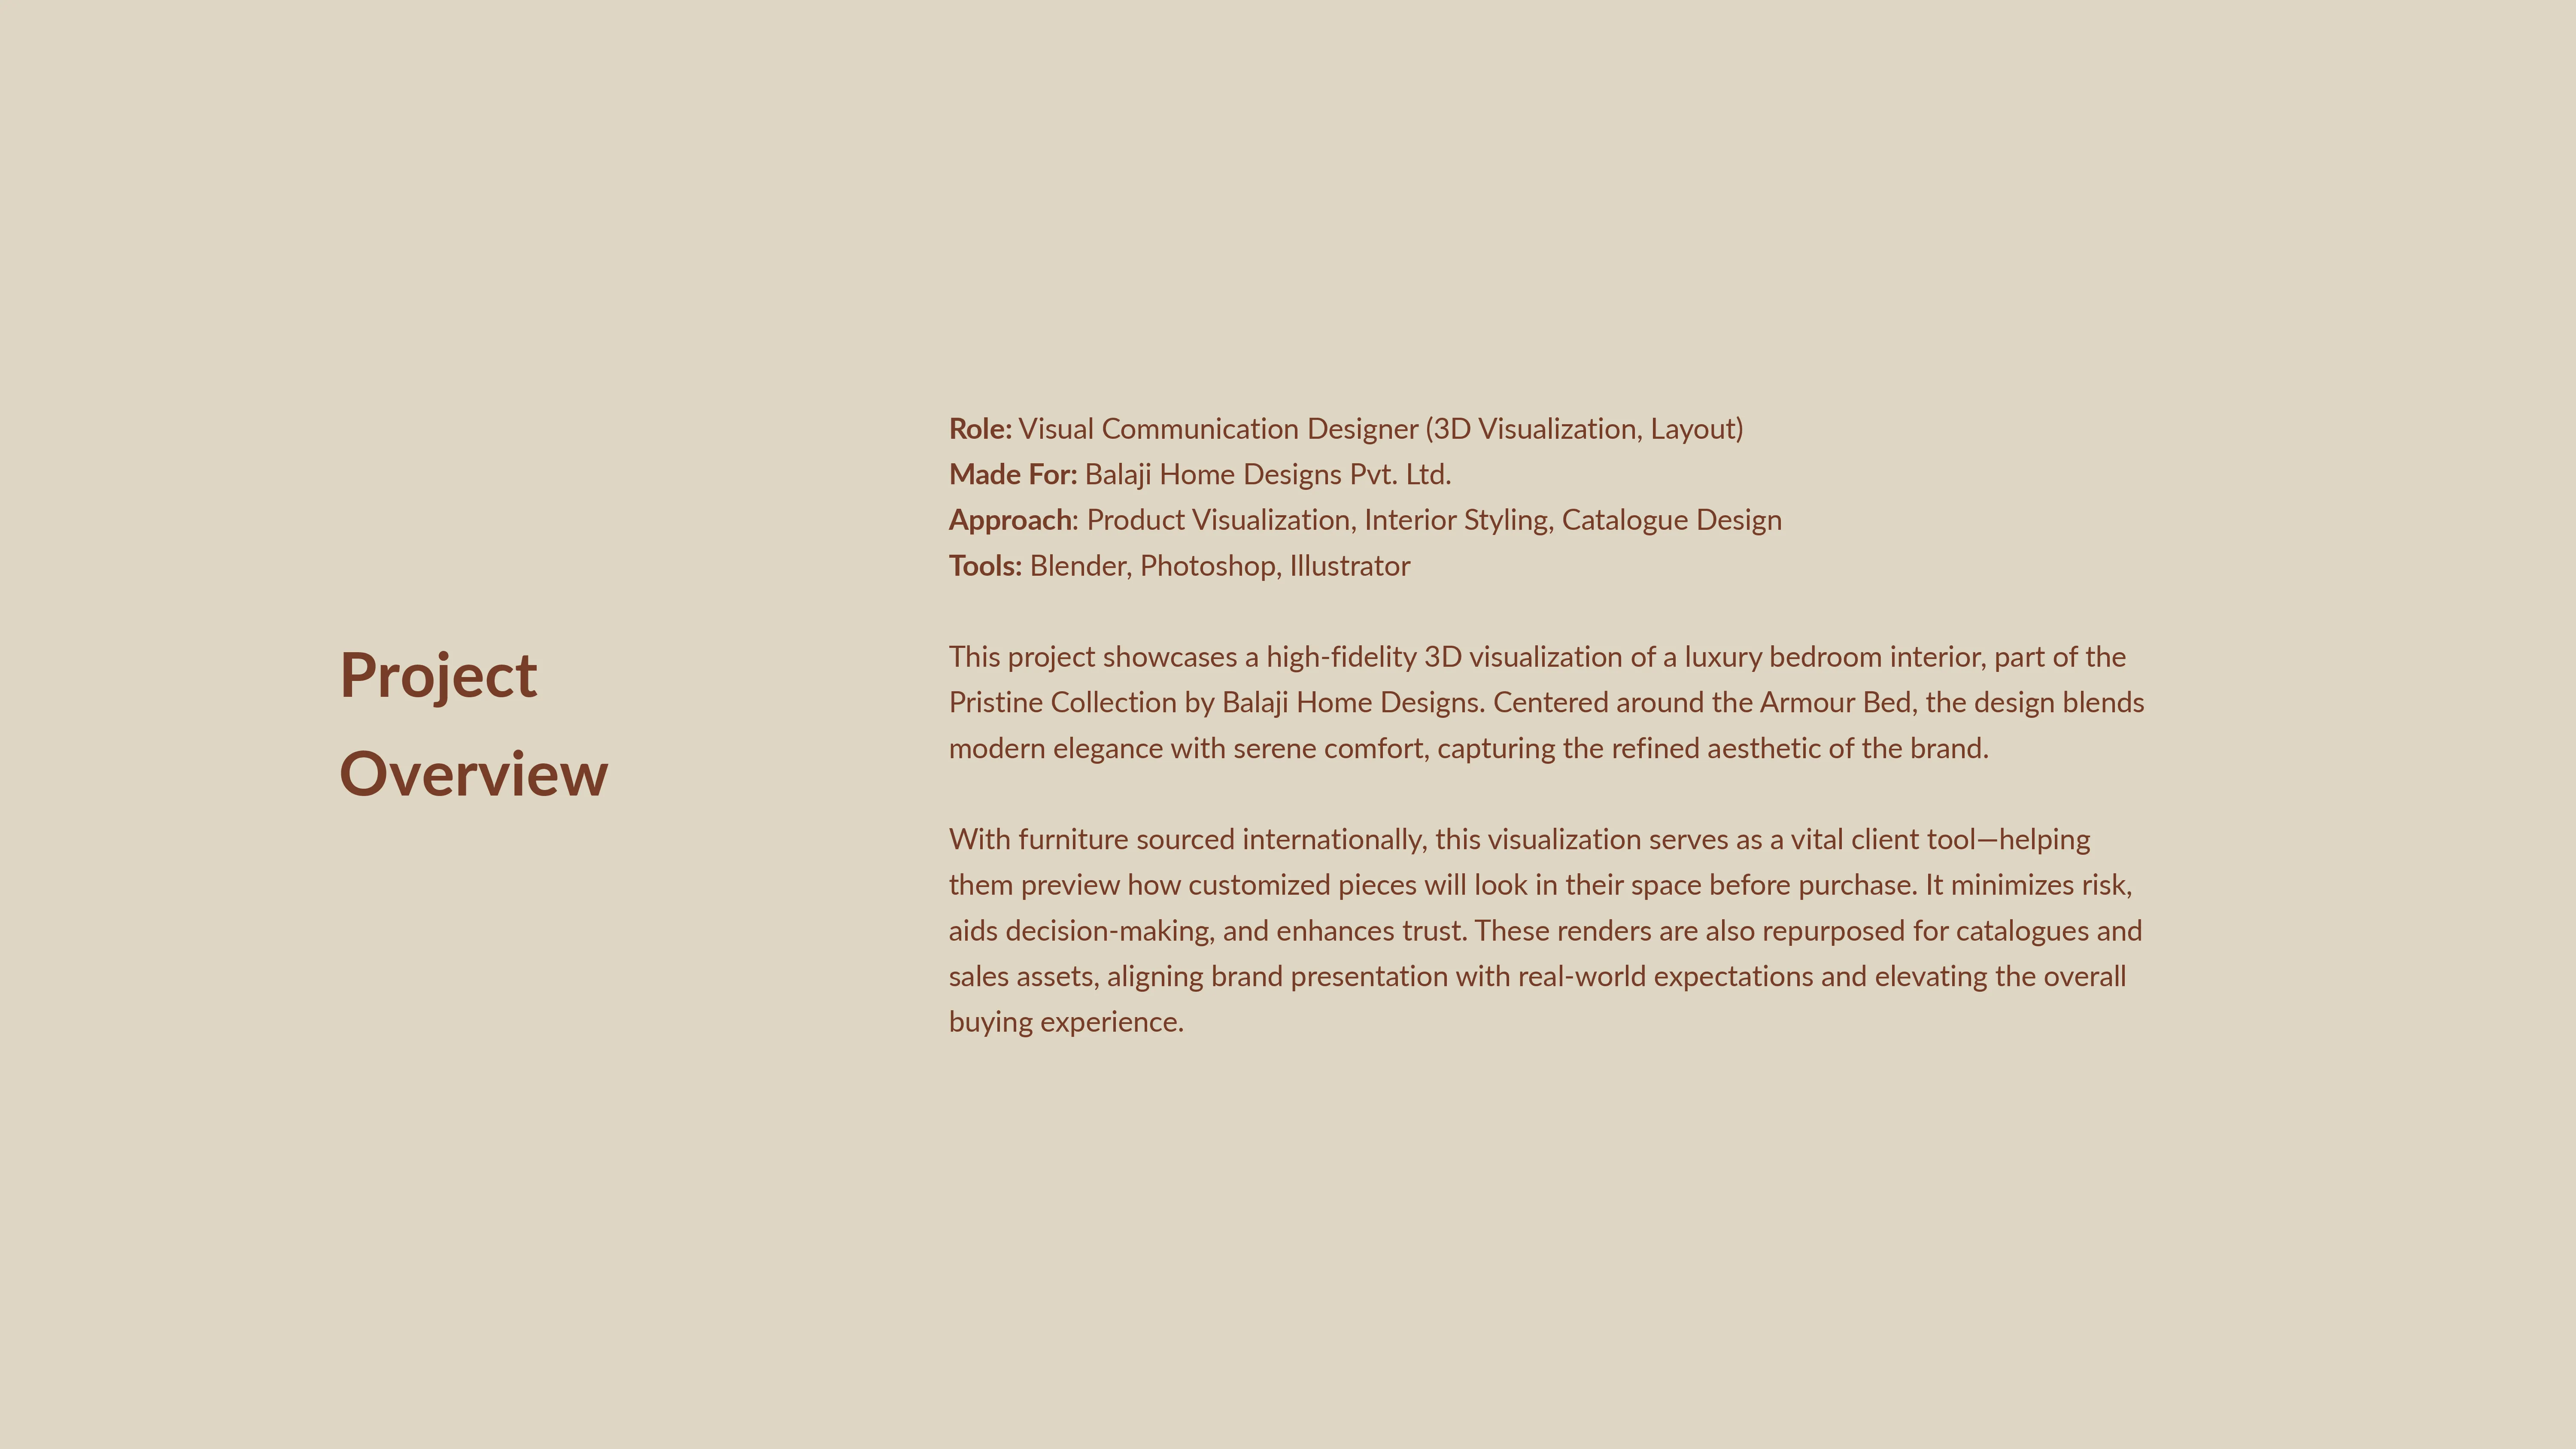 Project
Overview
Role: Visual Communication Designer (3D Visualization, Layout)
Made For: Balaji Home Designs Pvt. Ltd.
Approach: Product Visualization, Interior Styling, Catalogue Design
Tools: Blender, Photoshop, Illustrator
This project showcases a high-fidelity 3D visualization of a luxury bedroom interior, part of the
Pristine Collection by Balaji Home Designs. Centered around the Armour Bed, the design blends
modern elegance with serene comfort, capturing the refined aesthetic of the brand.
With furniture sourced internationally, this visualization serves as a vital client tool—helping
them preview how customized pieces will look in their space before purchase. It minimizes risk,
aids decision-making, and enhances trust. These renders are also repurposed for catalogues and
sales assets, aligning brand presentation with real-world expectations and elevating the overall
buying experience.